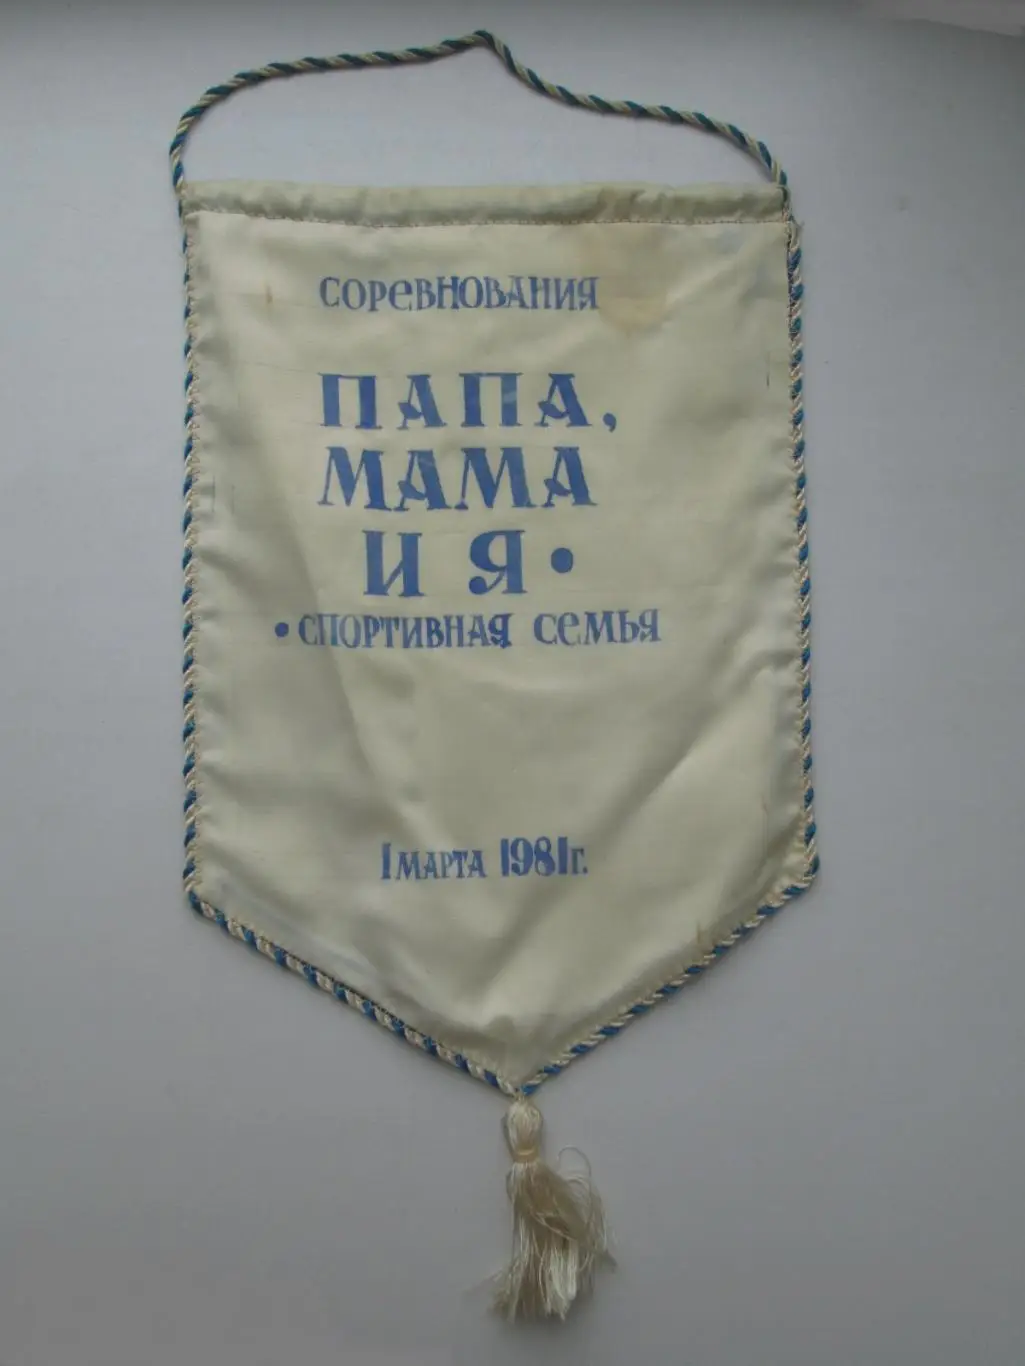 СОРЕВНОВАНИЯ
ПАПА,
МАМА
И Я •
• СПОРТИВНАЯ СЕМЬЯ
1 МАРТА 1981г.